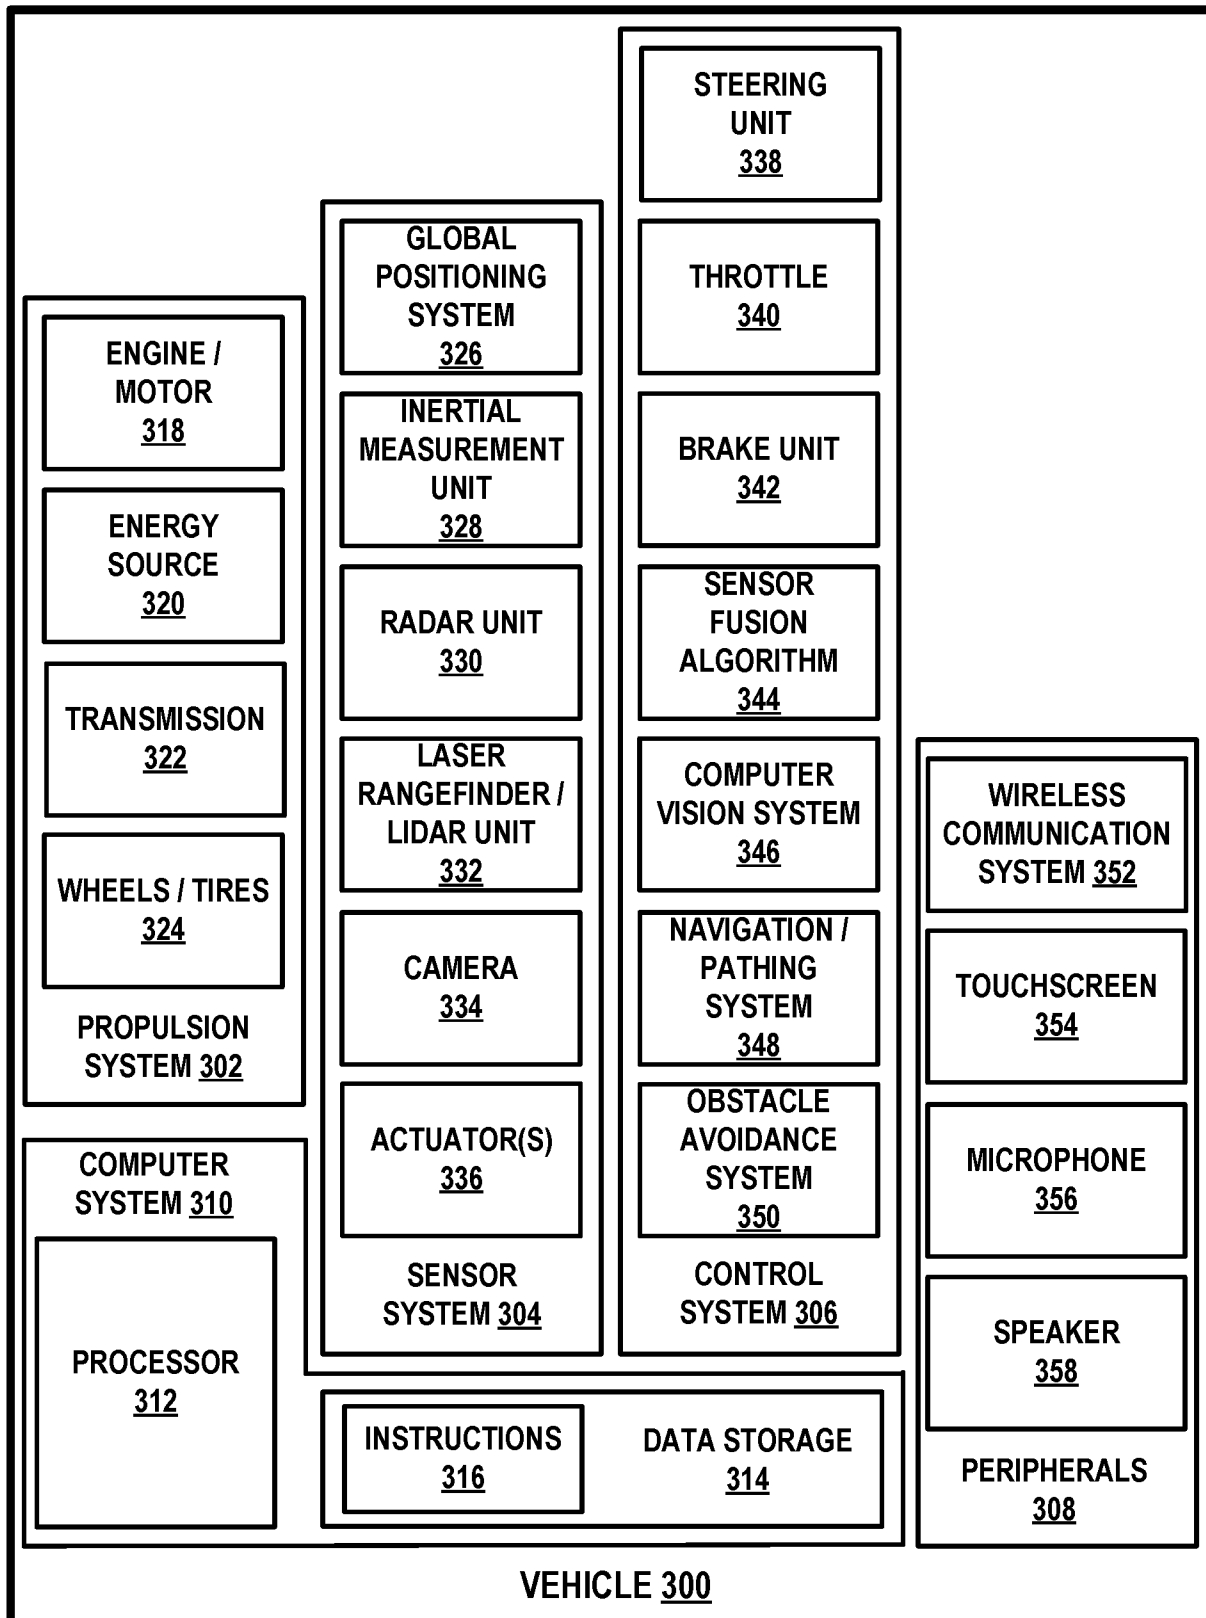 ENGINE /
MOTOR
318
ENERGY
SOURCE
320
TRANSMISSION
322
WHEELS / TIRES
324
PROPULSION
SYSTEM 302
COMPUTER
SYSTEM 310
PROCESSOR
312
GLOBAL
POSITIONING
SYSTEM
326
INERTIAL
MEASUREMENT
UNIT
328
RADAR UNIT
330
LASER
RANGEFINDER /
LIDAR UNIT
332
CAMERA
334
ACTUATOR(S)
336
SENSOR
SYSTEM 304
STEERING
UNIT
338
THROTTLE
340
BRAKE UNIT
342
SENSOR
FUSION
ALGORITHM
344
COMPUTER
VISION SYSTEM
346
NAVIGATION /
PATHING
SYSTEM
348
OBSTACLE
AVOIDANCE
SYSTEM
350
CONTROL
SYSTEM 306
INSTRUCTIONS
316
DATA STORAGE
314
WIRELESS
COMMUNICATION
SYSTEM 352
TOUCHSCREEN
354
MICROPHONE
356
SPEAKER
358
PERIPHERALS
308
VEHICLE 300